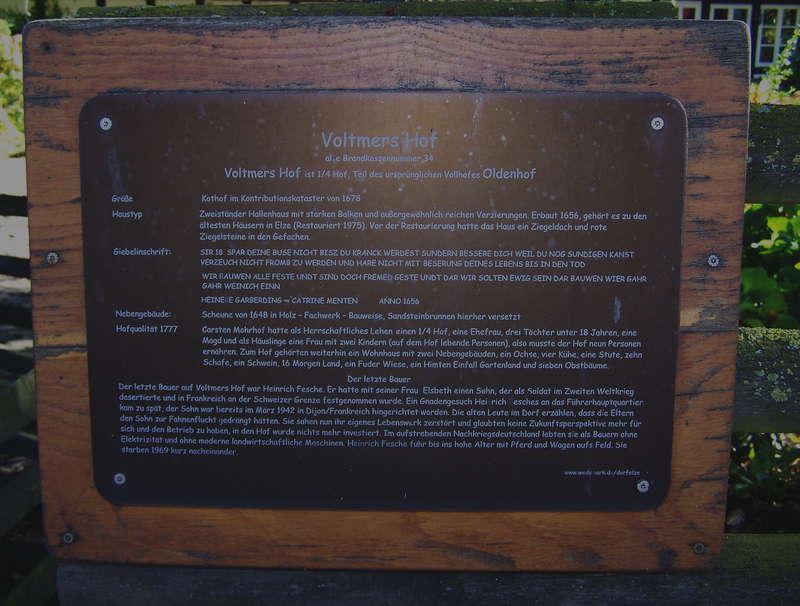 Voltmers Hof
alte Brandkassennummer 34
Voltmers Hof ist 1/4 Hof, Teil des ursprünglichen Vollhofes Oldenhof
Größe Kothof im Kontributionskataster von 1678
Haustyp Zweiständer Hallenhaus mit starken Balken und außergewöhnlich reichen Verzierungen. Erbaut 1656, gehört es zu den
ältesten Häusern in Elze (Restauriert 1975). Vor der Restaurierung hatte das Haus ein Ziegeldach und rote
Ziegelsteine in den Gefachen.
Giebelinschrift: SIR 18 SPAR DEINE BUSE NICHT BISZ DU KRANCK WERDEST SUNDERN BESSERE DICH WEIL DU NOG SUNDIGEN KANST
VERZEUCH NICHT FROMB ZU WERDEN UND HARE NICHT MIT BESERUNG DEINES LEBENS BIS IN DEN TOD
WIR BAUWEN ALLE FESTE UNDT SIND DOCH FREMED GESTE UNDT DAR WIR SOLTEN EWIG SEIN DAR BAUWEN WIER GAHR
GAHR WEINICH EINN
GARBERDING – CATRINE MENTEN ANNO 1656
Nebengebäude: Scheune von 1648 in Holz – Fachwerk – Bauweise, Sandsteinbrunnen hierher versetzt
Hofqualität 1777 Carsten Mohrhof hatte als Herrschaftliches Lehen einen 1/4 Hof, eine Ehefrau, drei Töchter unter 18 Jahren, eine
Magd und als Häuslinge eine Frau mit zwei Kindern (auf dem Hof lebende Personen), also musste der Hof neun Personen
ernähren. Zum Hof gehörten weiterhin ein Wohnhaus mit zwei Nebengebäuden, ein Ochse, vier Kühe, eine Stute, zehn
Schafe, ein Schwein, 16 Morgen Land, ein Fuder Wiese, ein Himten Einfall Gartenland und sieben Obstbäume.
Der letzte Bauer
Der letzte Bauer auf Voltmers Hof war Heinrich Fesche. Er hatte mit seiner Frau Elsbeth einen Sohn, der als Soldat im Zweiten Weltkrieg
desertierte und in Frankreich an der Schweizer Grenze festgenommen wurde. Ein Gnadengesuch Heinrich Fesches an das Führerhauptquartier
kam zu spät, der Sohn war bereits im März 1942 in Dijon/Frankreich hingerichtet worden. Die alten Leute im Dorf erzählen, dass die Eltern
den Sohn zur Fahnenflucht gedrängt hätten. Sie sahen nun ihr eigenes Lebenswerk zerstört und glaubten keine Zukunftsperspektive mehr für
sich und den Betrieb zu haben, in den Hof wurde nichts mehr investiert. Im aufstrebenden Nachkriegsdeutschland lebten sie als Bauern ohne
Elektrizität und ohne moderne landwirtschaftliche Maschinen. Heinrich Fesche fuhr bis ins hohe Alter mit Pferd und Wagen aufs Feld. Sie
starben 1969 kurz nacheinander.
www.wedemark.de/dorfelze